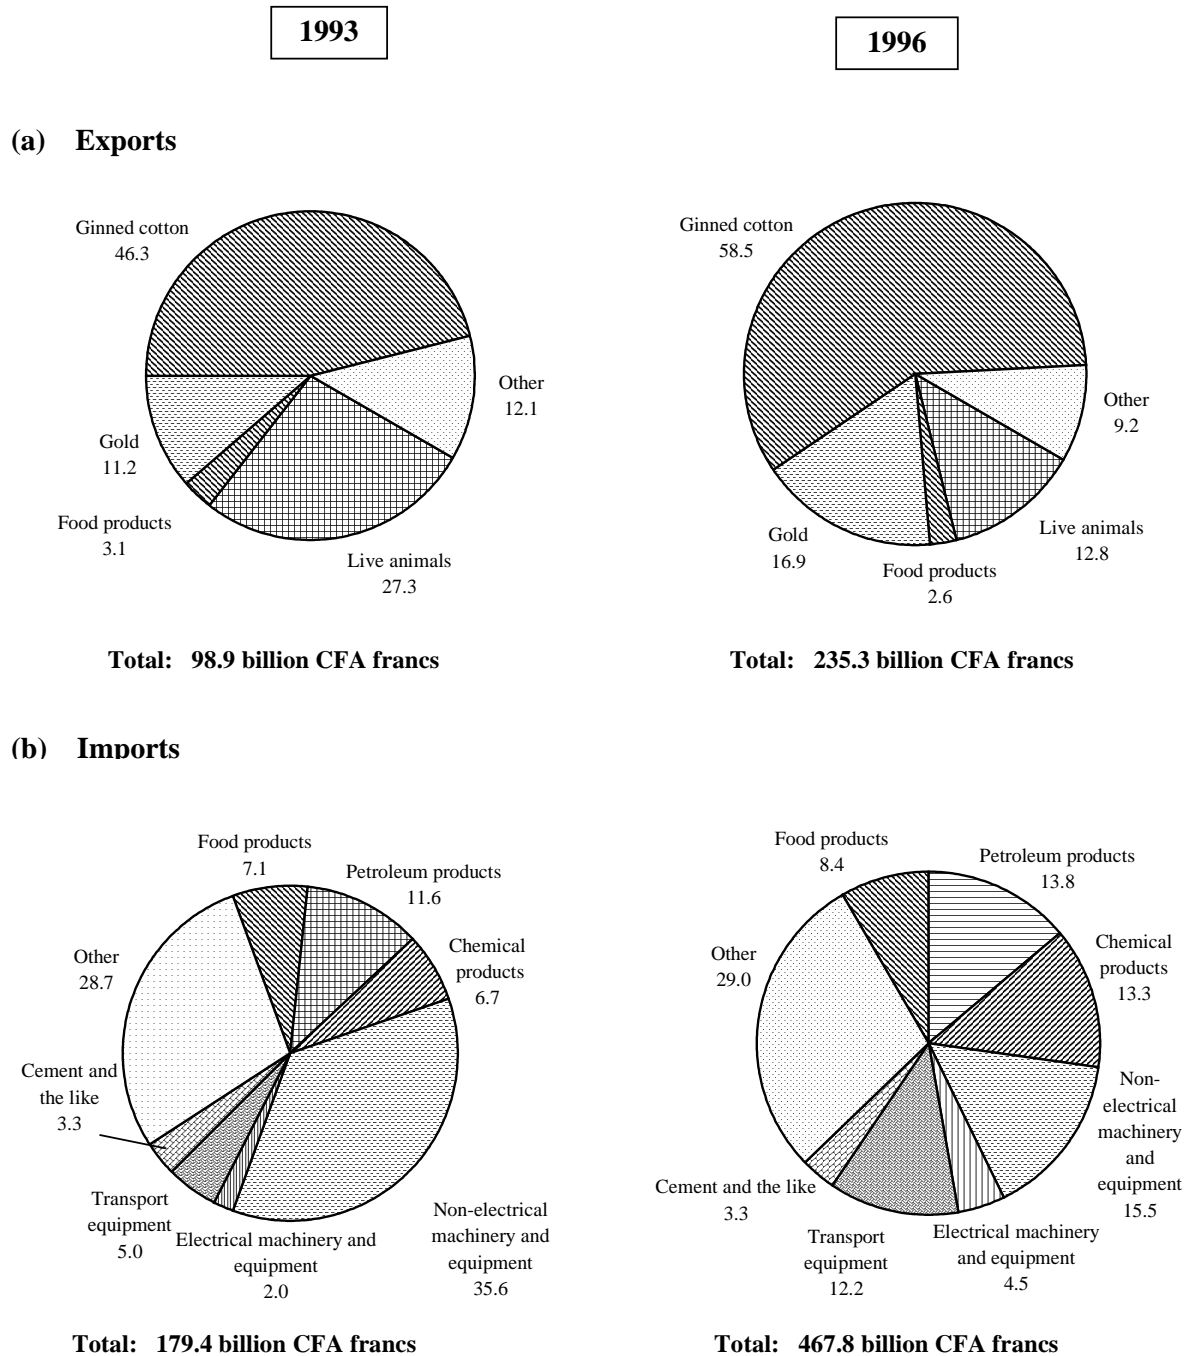 1993
1996
(a) Exports
Ginned cotton
46.3
Other
12.1
Live animals
27.3
Food products
3.1
Gold
11.2
Total: 98.9 billion CFA francs
Ginned cotton
58.5
Other
9.2
Live animals
12.8
Food products
2.6
Gold
16.9
Total: 235.3 billion CFA francs
(b) Imports
Food products
7.1
Petroleum products
11.6
Chemical
products
6.7
Non-electrical
machinery and
equipment
35.6
Electrical machinery and
equipment
2.0
Transport
equipment
5.0
Cement and
the like
3.3
Other
28.7
Total: 179.4 billion CFA francs
Food products
8.4
Petroleum products
13.8
Chemical
products
13.3
Non-
electrical
machinery
and
equipment
15.5
Electrical machinery
and equipment
4.5
Transport
equipment
12.2
Cement and the like
3.3
Other
29.0
Total: 467.8 billion CFA francs